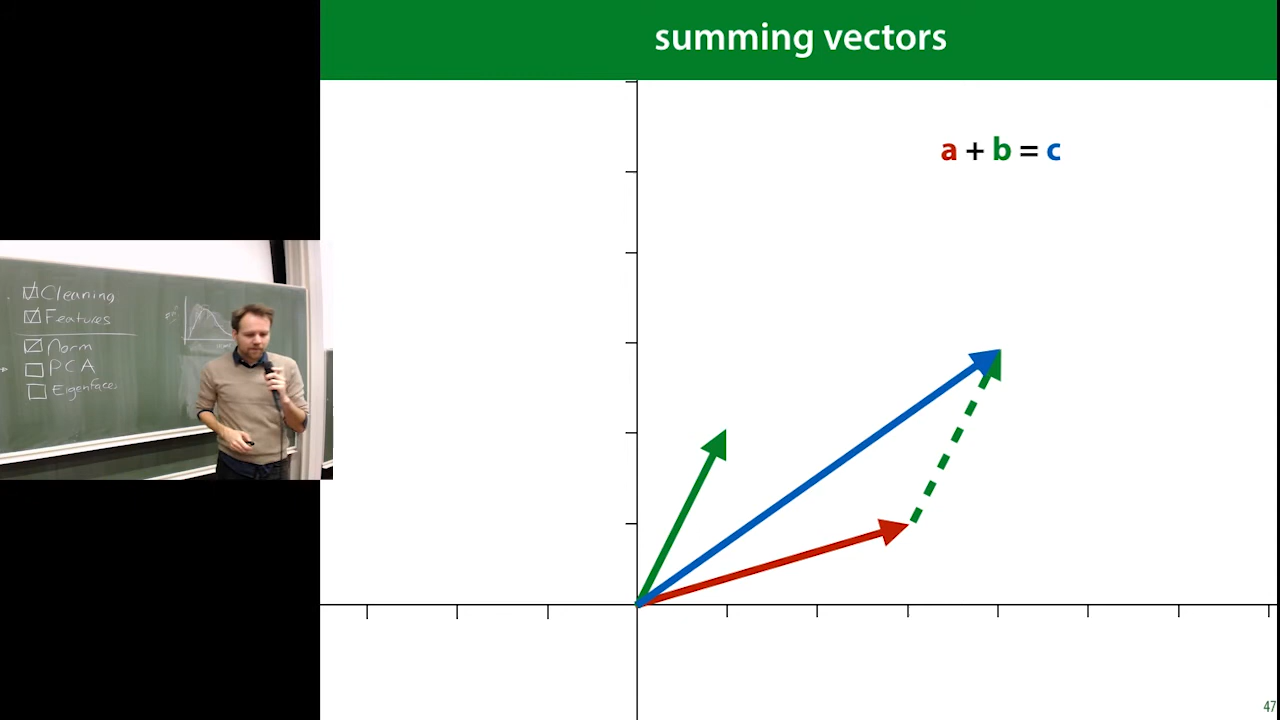 summing vectors
a + b = c
Cleaning
Features
Norm
PCA
Eigenfaces
47